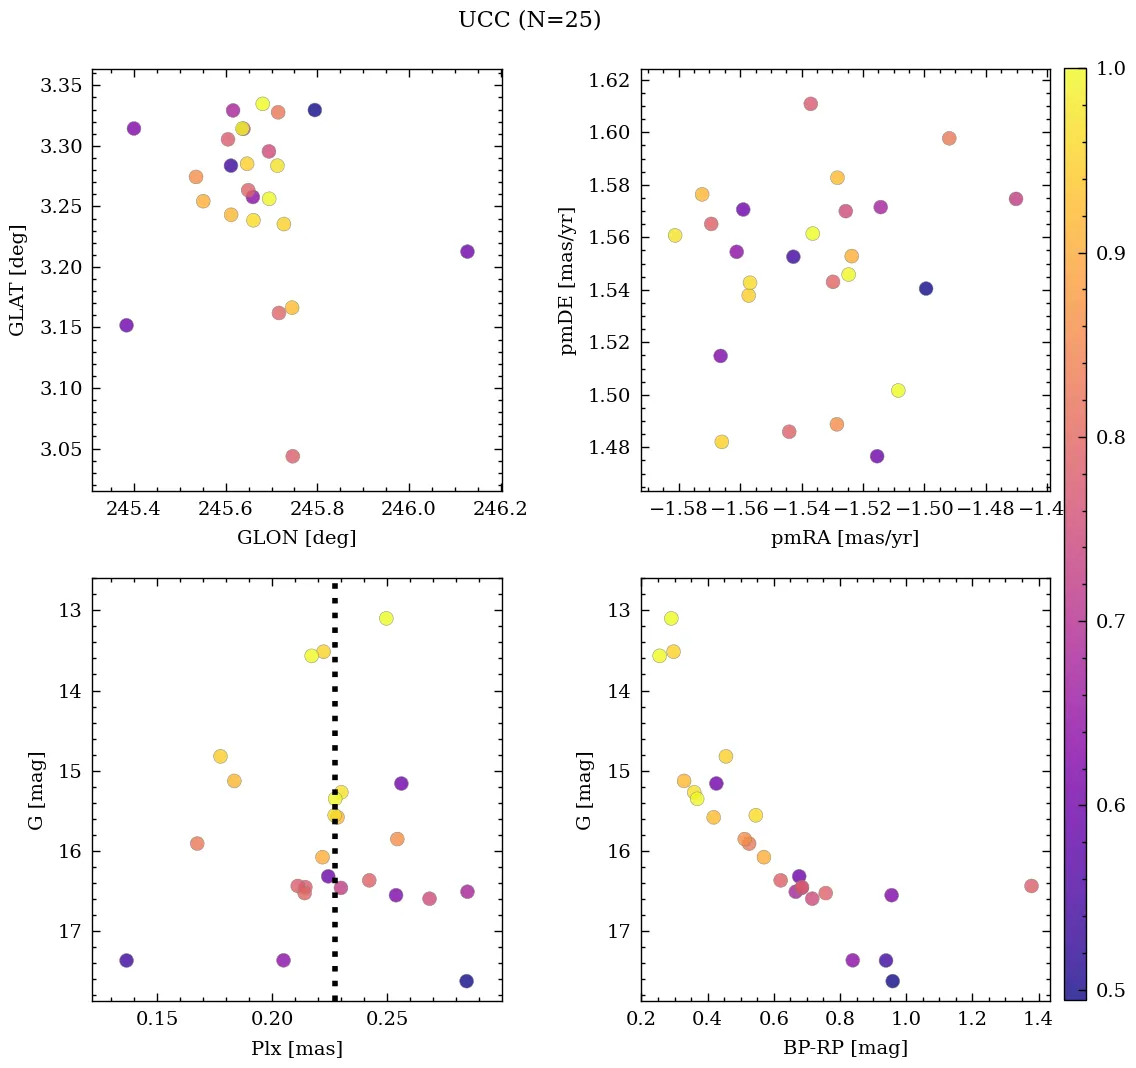 UCC (N=25)
3.35
3.30
3.25
3.20
3.15
3.10
3.05
GLAT [deg]
245.4 245.6 245.8 246.0 246.2
GLON [deg]
1.62
1.60
1.58
1.56
1.54
1.52
1.50
1.48
pmDE [mas/yr]
−1.58 −1.56 −1.54 −1.52 −1.50 −1.48 −1.4
pmRA [mas/yr]
13
14
15
16
17
G [mag]
0.15 0.20 0.25
Plx [mas]
13
14
15
16
17
G [mag]
0.2 0.4 0.6 0.8 1.0 1.2 1.4
BP-RP [mag]
1.0
0.9
0.8
0.7
0.6
0.5